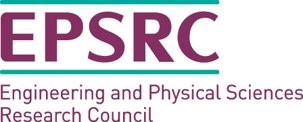 EPSRC
Engineering and Physical Sciences
Research Council